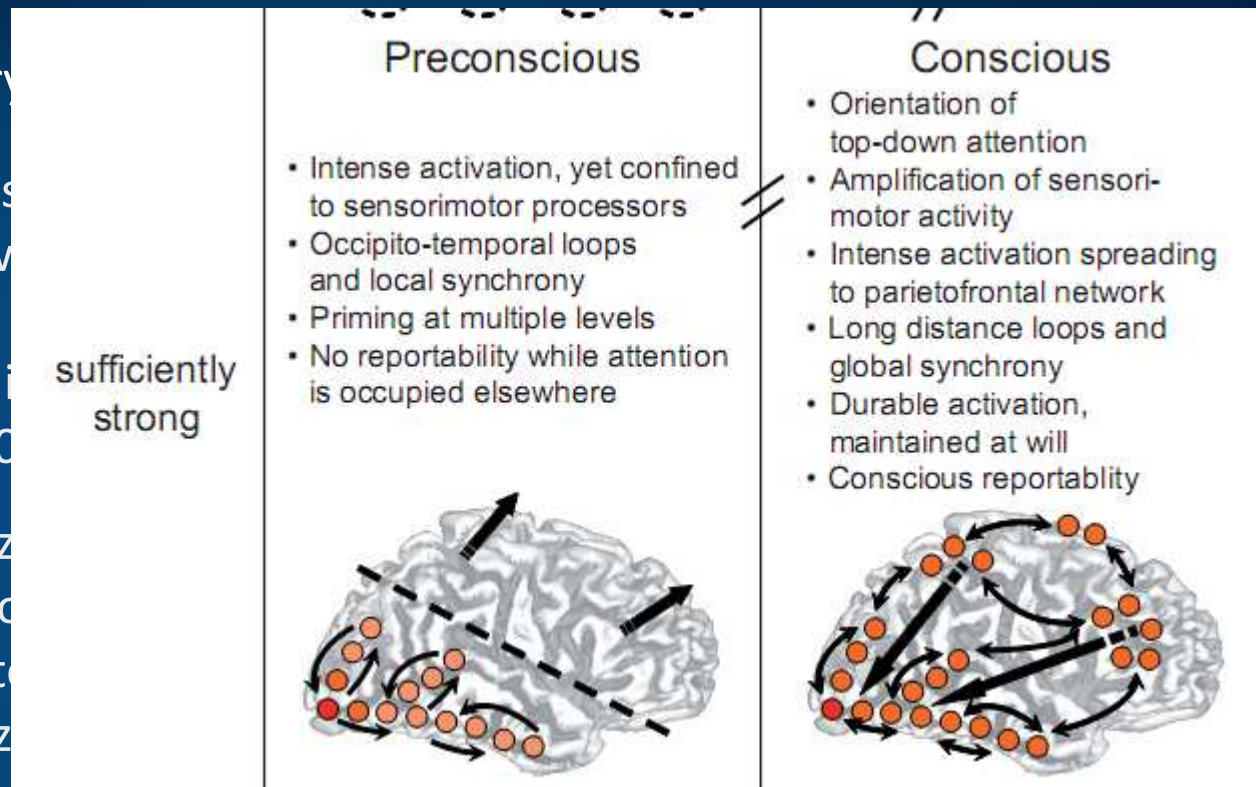 Preconscious
• Intense activation, yet confined
to sensorimotor processors
• Occipito-temporal loops
and local synchrony
• Priming at multiple levels
• No reportability while attention
is occupied elsewhere
Conscious
• Orientation of
top-down attention
• Amplification of sensori-
motor activity
• Intense activation spreading
to parietofrontal network
• Long distance loops and
global synchrony
• Durable activation,
maintained at will
• Conscious reportablity
sufficiently
strong